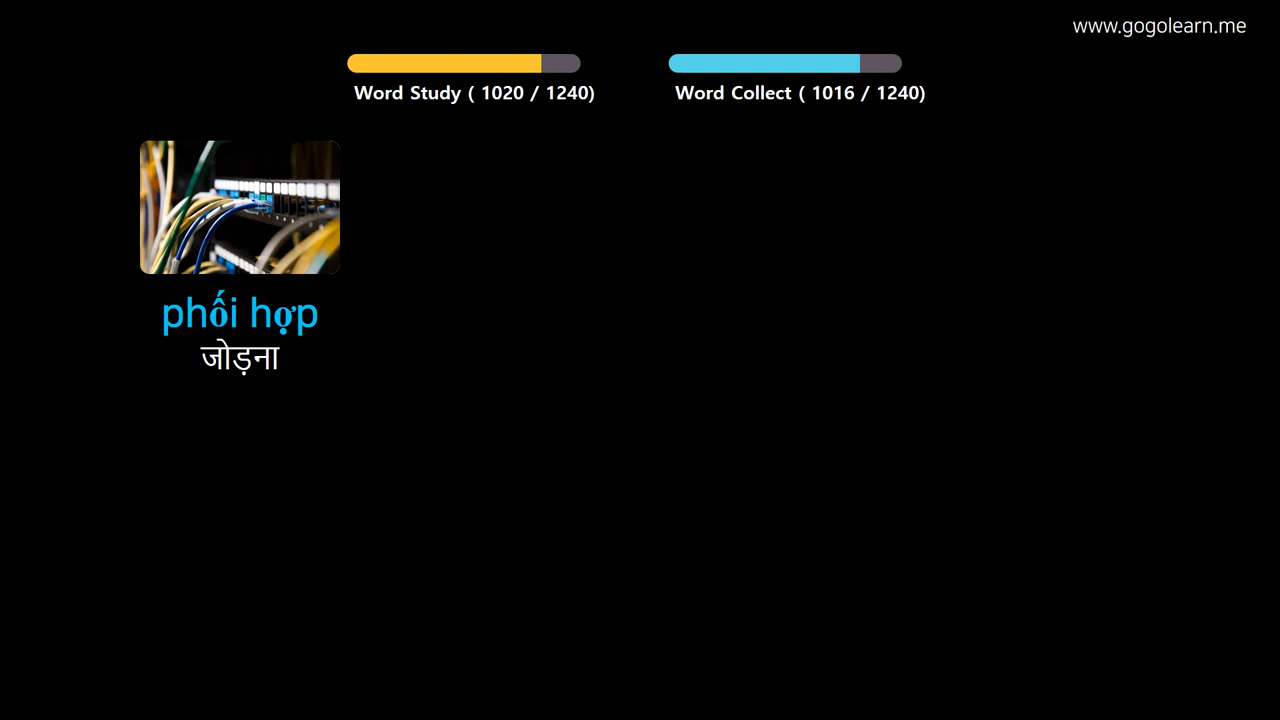 www.gogolearn.me
Word Study ( 1020 / 1240)
Word Collect ( 1016 / 1240)
phối hợp
जोड़ना